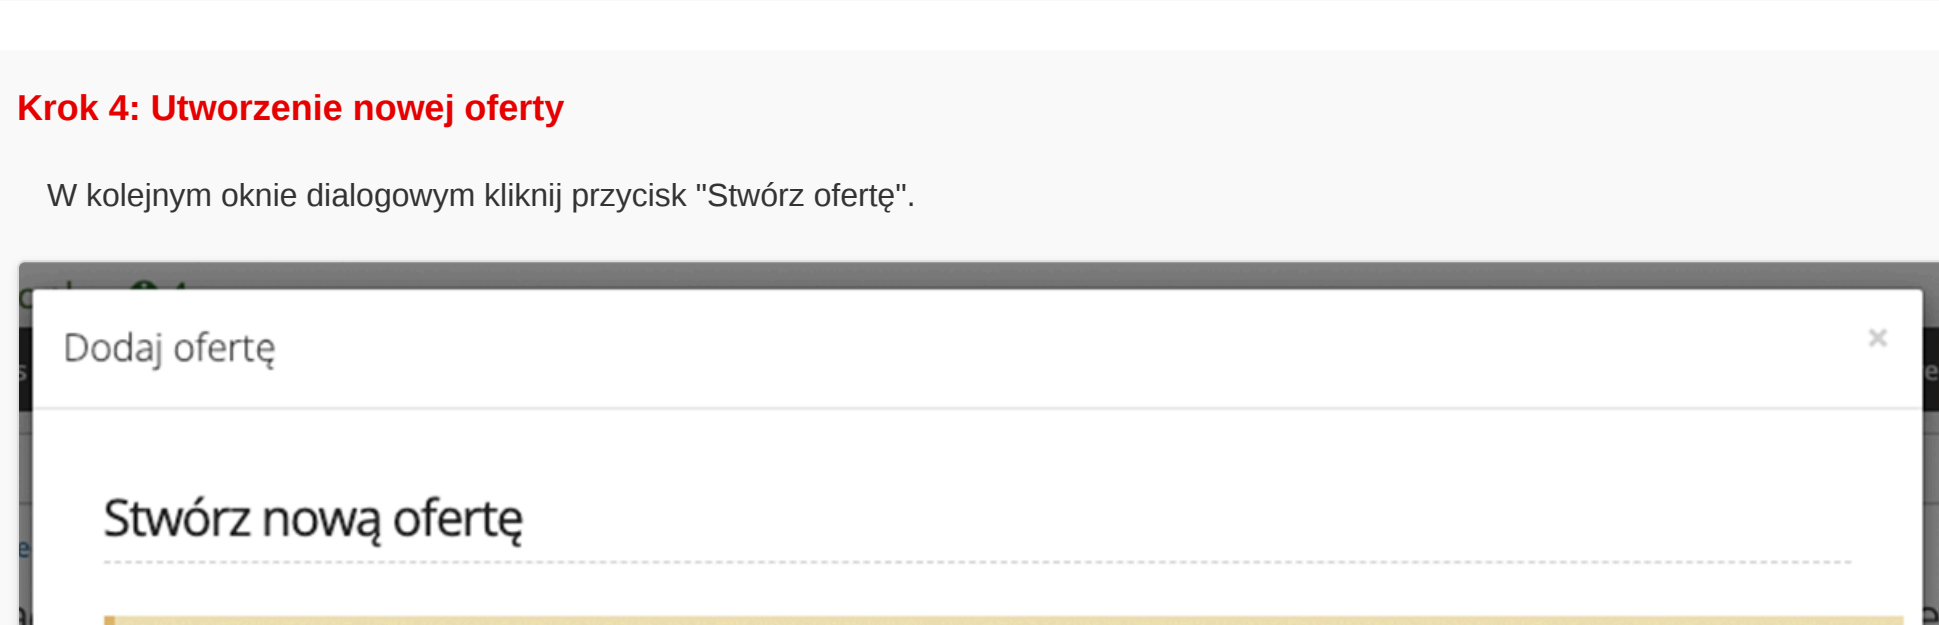 Krok 4: Utworzenie nowej oferty
W kolejnym oknie dialogowym kliknij przycisk "Stwórz ofertę".
Dodaj ofertę
×
Stwórz nową ofertę